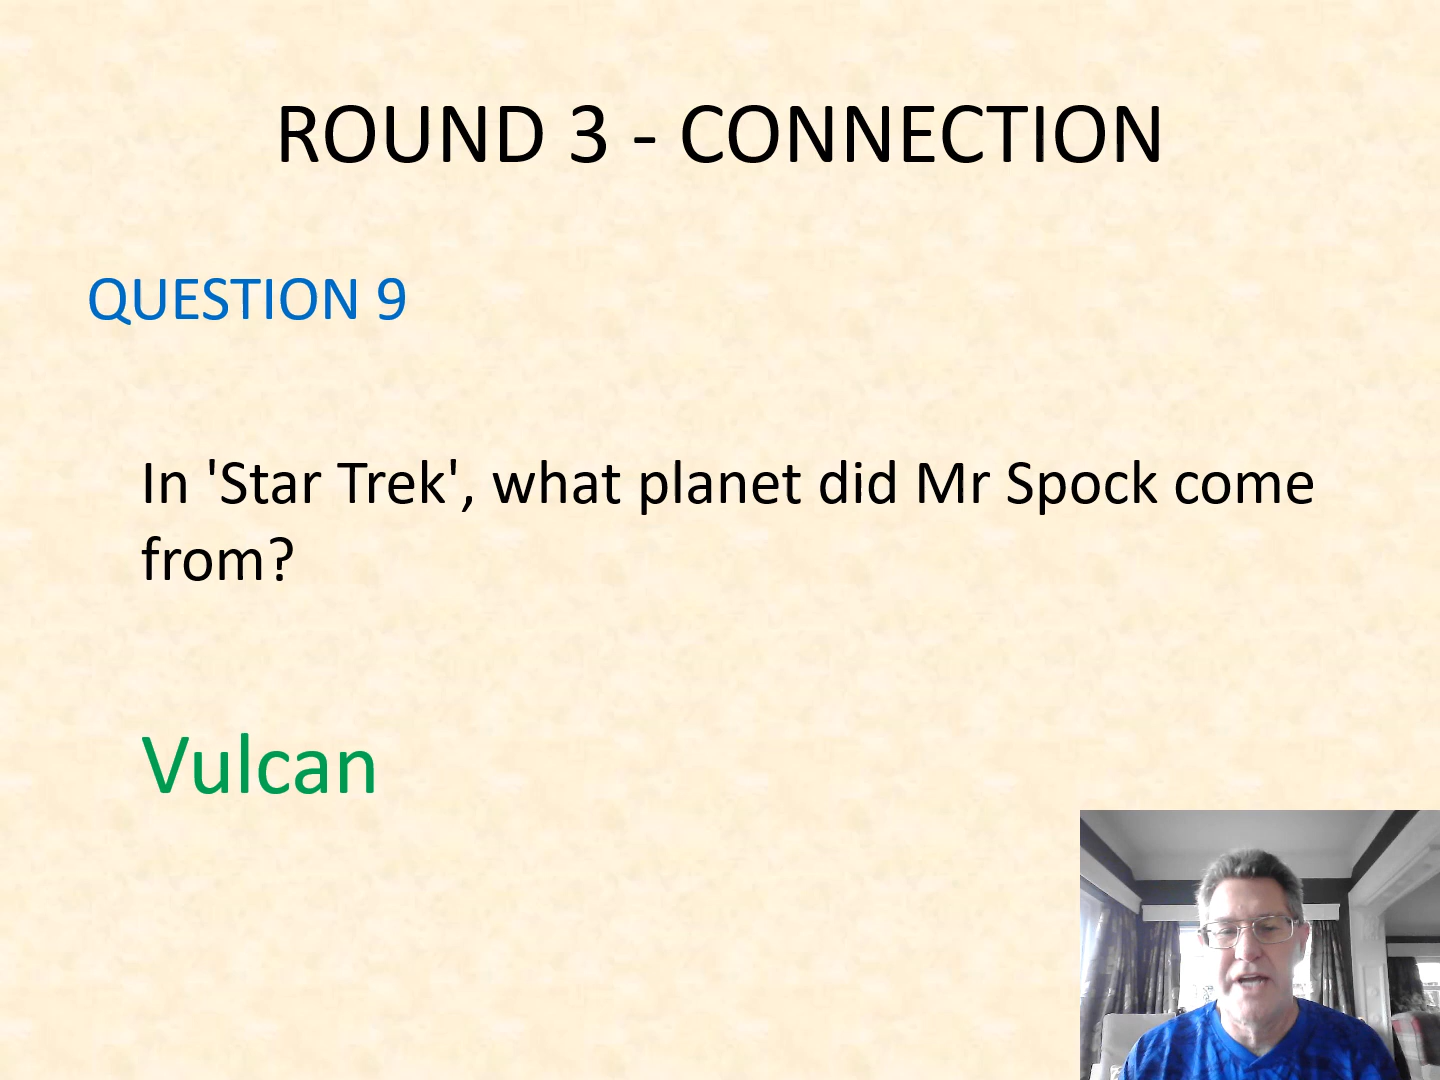 ROUND 3 - CONNECTION
QUESTION 9
In 'Star Trek', what planet did Mr Spock come
from?
Vulcan